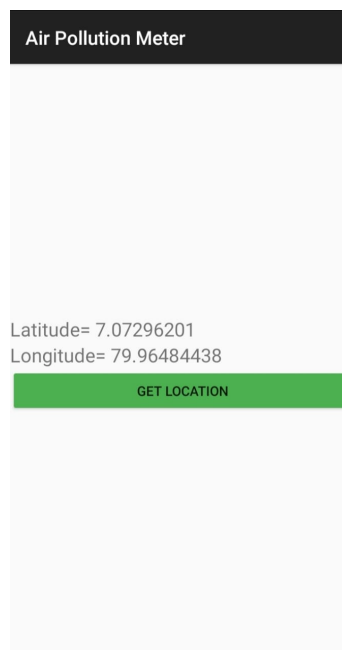 Air Pollution Meter
Latitude= 7.07296201
Longitude= 79.96484438
GET LOCATION